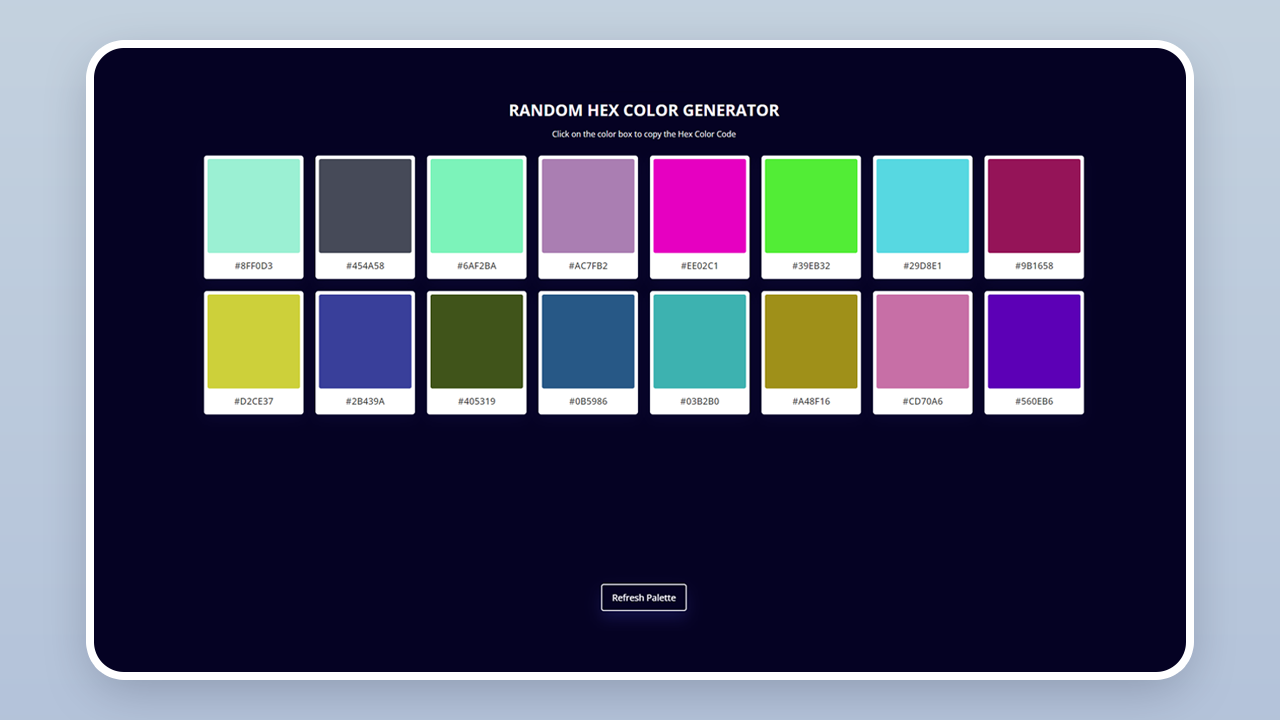 RANDOM HEX COLOR GENERATOR
Click on the color box to copy the Hex Color Code
#8FF0D3 #454A58 #6AF2BA #AC7FB2 #EE02C1 #39EB32 #29D8E1 #9B1658
#D2CE37 #2B439A #405319 #0B5986 #03B2B0 #A48F16 #CD70A6 #560EB6
Refresh Palette